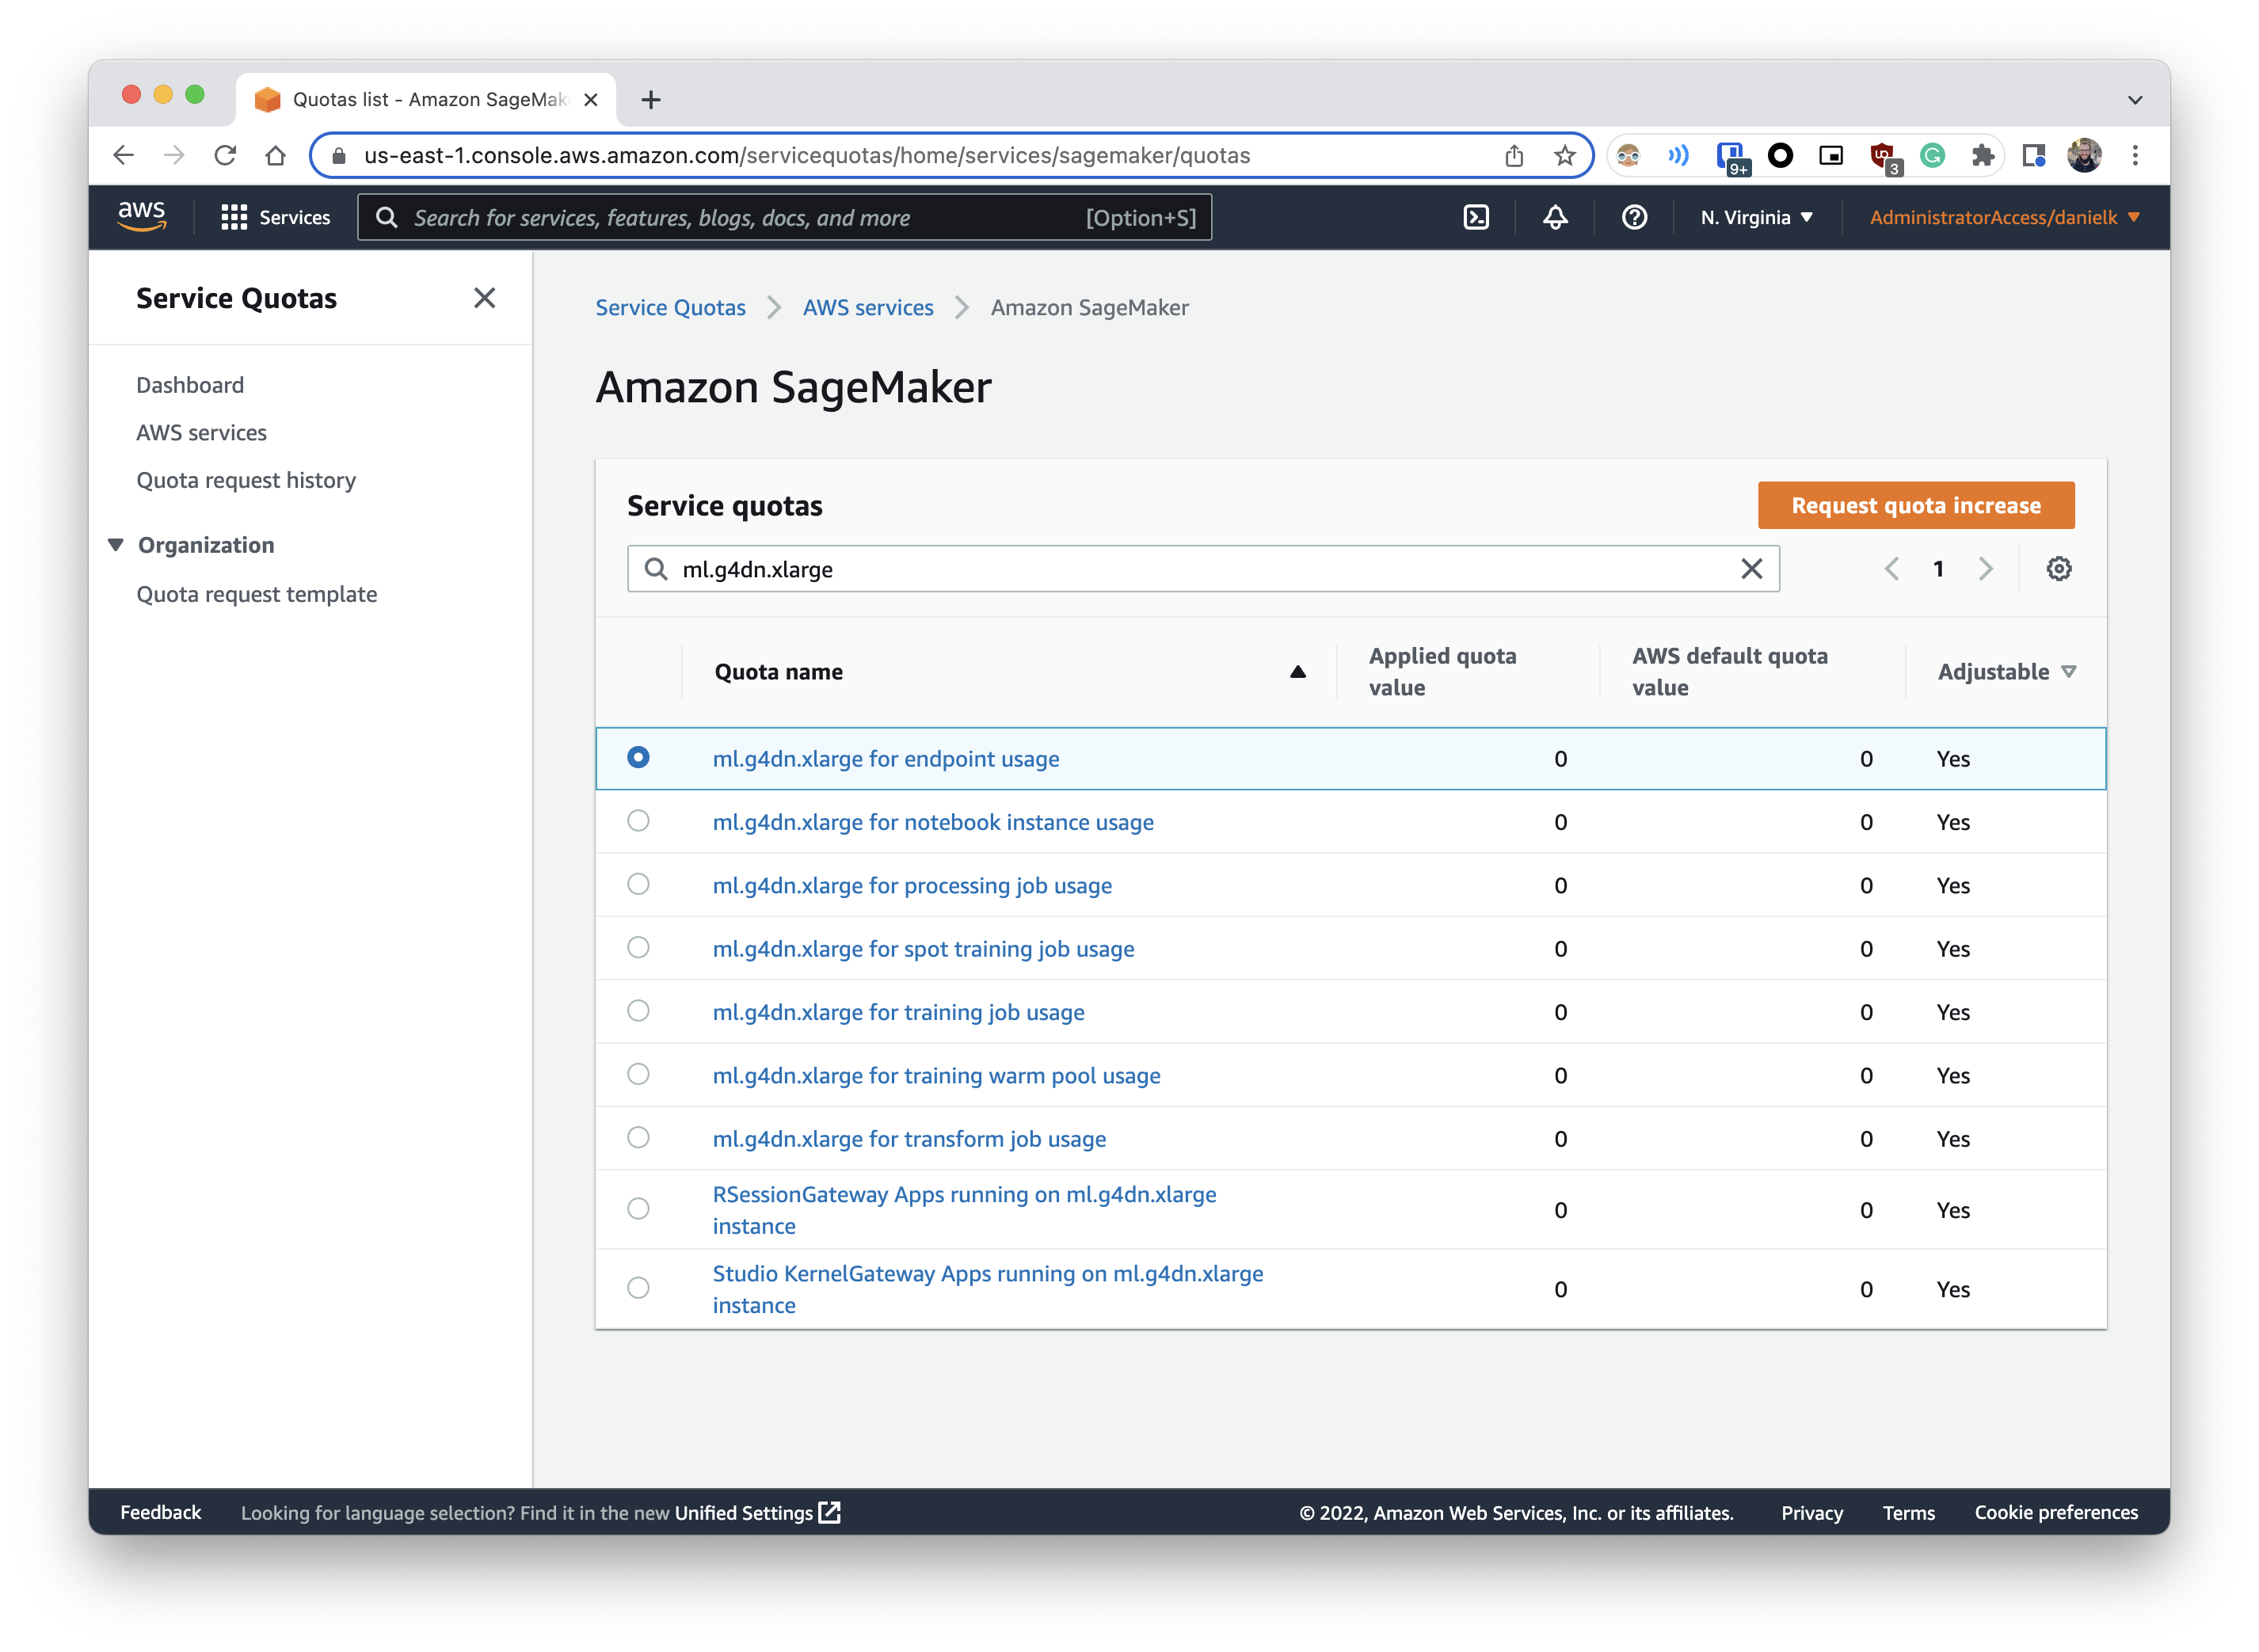 Quotas list - Amazon SageMak
us-east-1.console.aws.amazon.com/servicequotas/home/services/sagemaker/quotas
9+
3
aws
Services
Search for services, features, blogs, docs, and more
[Option+S]
N. Virginia
AdministratorAccess/danielk
Service Quotas
Dashboard
AWS services
Quota request history
Organization
Quota request template
Service Quotas
AWS services
Amazon SageMaker
Amazon SageMaker
Service quotas
Request quota increase
ml.g4dn.xlarge
1
Quota name
Applied quota
value
AWS default quota
value
Adjustable
ml.g4dn.xlarge for endpoint usage 0 0 Yes
ml.g4dn.xlarge for notebook instance usage 0 0 Yes
ml.g4dn.xlarge for processing job usage 0 0 Yes
ml.g4dn.xlarge for spot training job usage 0 0 Yes
ml.g4dn.xlarge for training job usage 0 0 Yes
ml.g4dn.xlarge for training warm pool usage 0 0 Yes
ml.g4dn.xlarge for transform job usage 0 0 Yes
RSessionGateway Apps running on ml.g4dn.xlarge
instance
0 0 Yes
Studio KernelGateway Apps running on ml.g4dn.xlarge
instance
0 0 Yes
Feedback
Looking for language selection? Find it in the new Unified Settings
© 2022, Amazon Web Services, Inc. or its affiliates.
Privacy
Terms
Cookie preferences